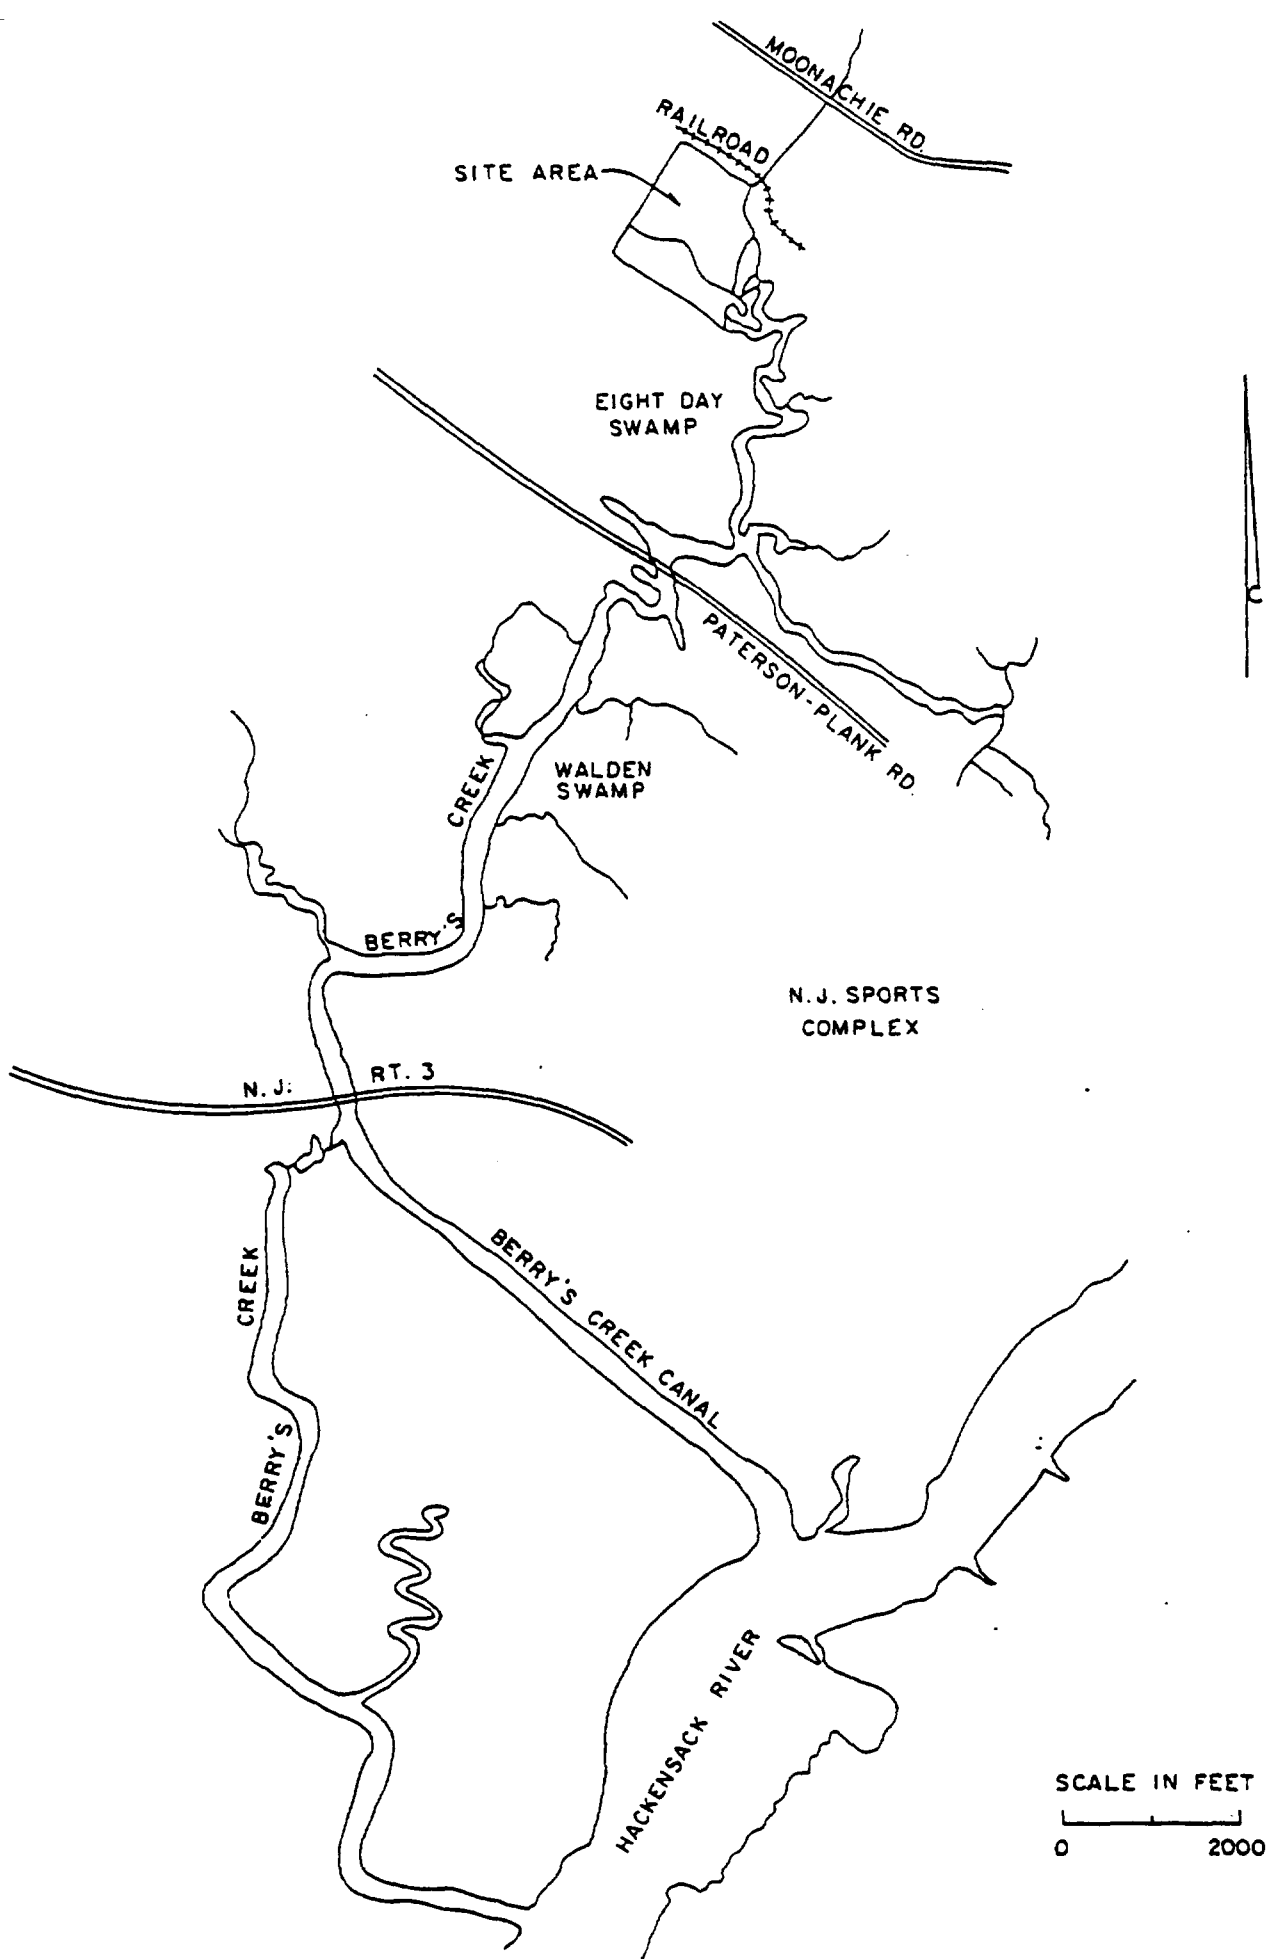 MOONACHIE RD.
RAILROAD
SITE AREA
EIGHT DAY
SWAMP
PATERSON-PLANK RD.
CREEK
WALDEN
SWAMP
BERRY'S
N.J. SPORTS
COMPLEX
N.J. RT. 3
CREEK
BERRY'S CREEK CANAL
BERRY'S
HACKENSACK RIVER
SCALE IN FEET
0 2000